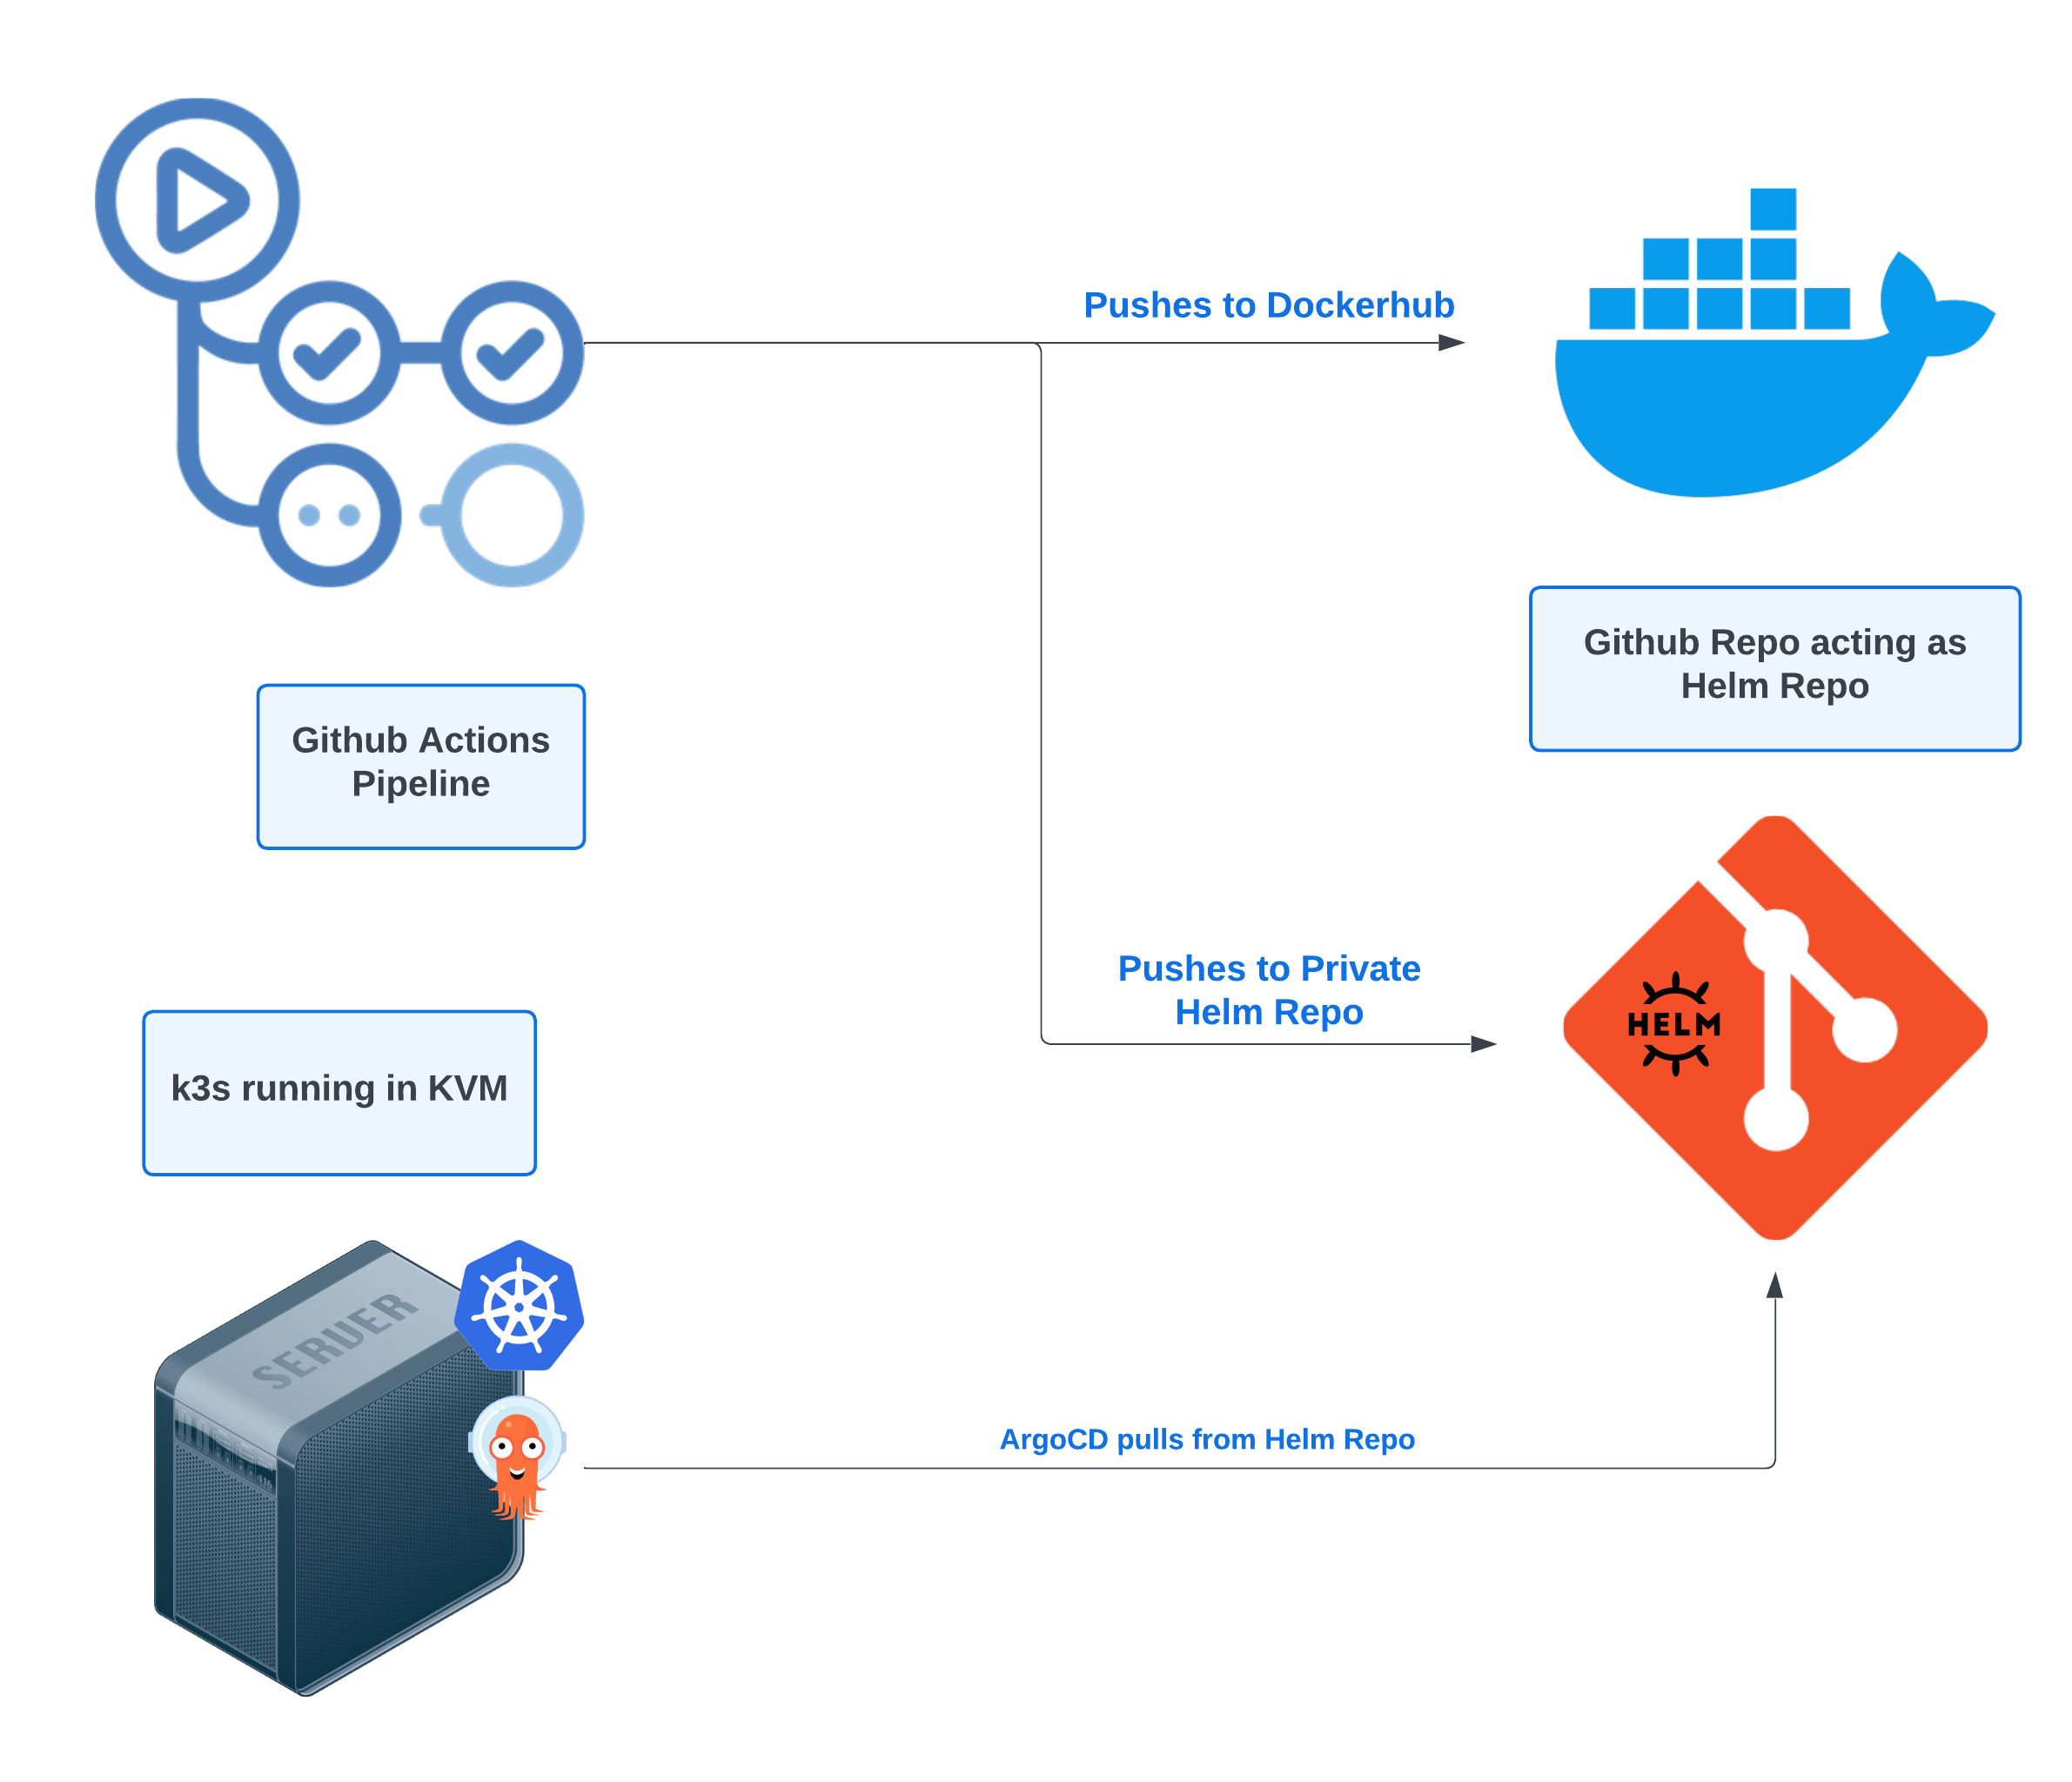 Pushes to Dockerhub
Github Repo acting as
Helm Repo
Github Actions
Pipeline
Pushes to Private
Helm Repo
HELM
k3s running in KVM
SERVER
ArgoCD pulls from Helm Repo